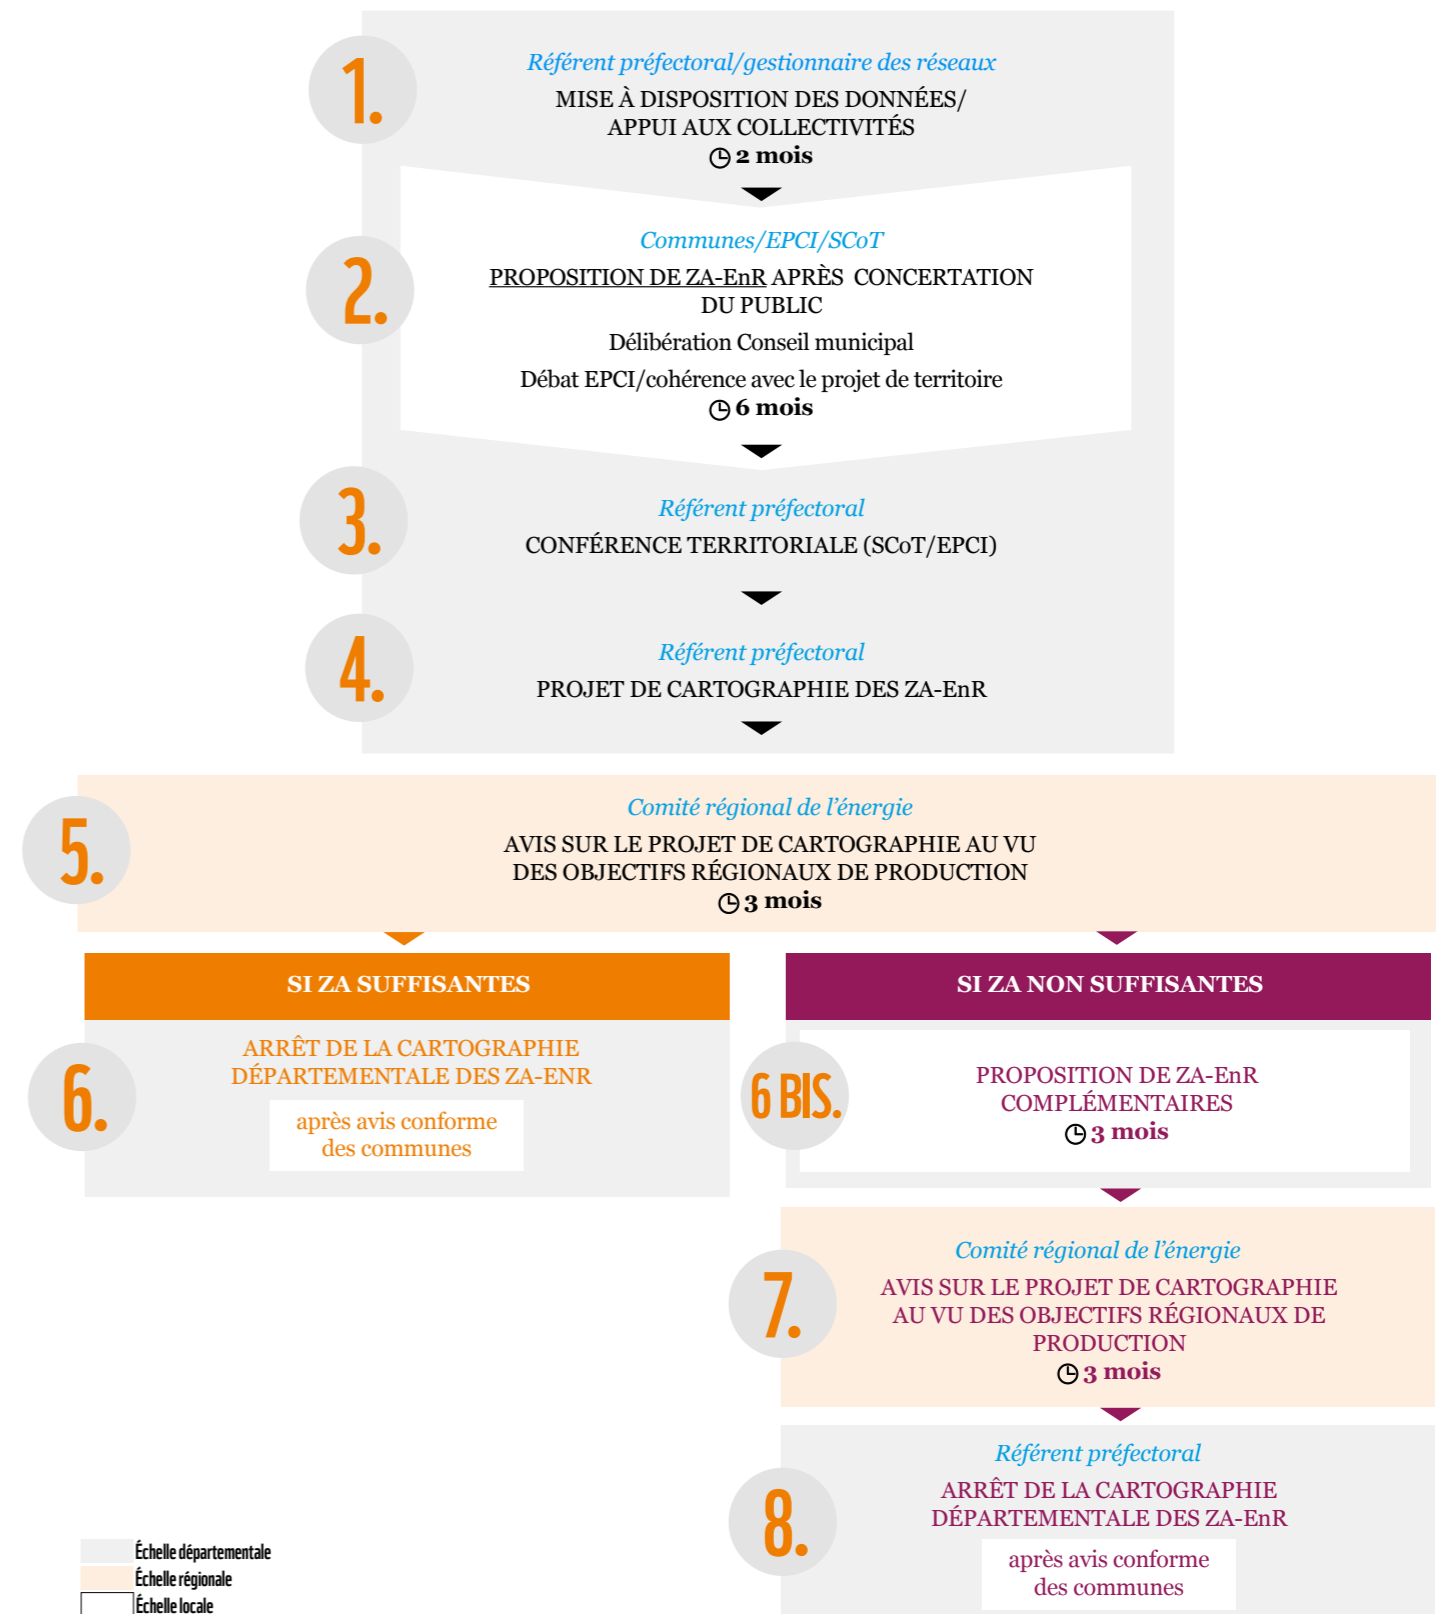 1.
Référent préfectoral/gestionnaire des réseaux
MISE À DISPOSITION DES DONNÉES/
APPUI AUX COLLECTIVITÉS
2 mois
2.
Communes/EPCI/SCoT
PROPOSITION DE ZA-EnR APRÈS CONCERTATION
DU PUBLIC
Délibération Conseil municipal
Débat EPCI/cohérence avec le projet de territoire
6 mois
3.
Référent préfectoral
CONFÉRENCE TERRITORIALE (SCoT/EPCI)
4.
Référent préfectoral
PROJET DE CARTOGRAPHIE DES ZA-EnR
5.
Comité régional de l'énergie
AVIS SUR LE PROJET DE CARTOGRAPHIE AU VU
DES OBJECTIFS RÉGIONAUX DE PRODUCTION
3 mois
SI ZA SUFFISANTES
6.
ARRÊT DE LA CARTOGRAPHIE
DÉPARTEMENTALE DES ZA-ENR
après avis conforme
des communes
SI ZA NON SUFFISANTES
6 BIS.
PROPOSITION DE ZA-EnR
COMPLÉMENTAIRES
3 mois
7.
Comité régional de l'énergie
AVIS SUR LE PROJET DE CARTOGRAPHIE
AU VU DES OBJECTIFS RÉGIONAUX DE
PRODUCTION
3 mois
8.
Référent préfectoral
ARRÊT DE LA CARTOGRAPHIE
DÉPARTEMENTALE DES ZA-EnR
après avis conforme
des communes
Échelle départementale
Échelle régionale
Échelle locale